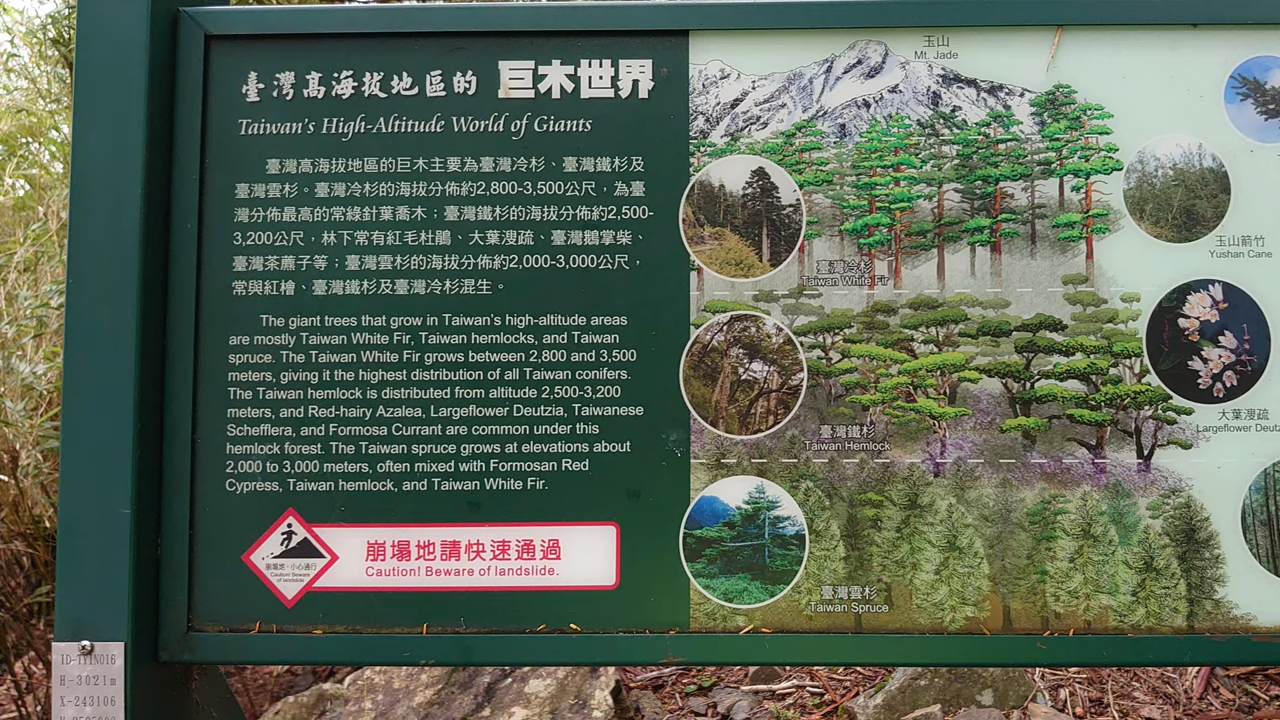 臺灣高海拔地區的 巨木世界
Taiwan's High-Altitude World of Giants
臺灣高海拔地區的巨木主要為臺灣冷杉、臺灣鐵杉及
臺灣雲杉。臺灣冷杉的海拔分佈約2,800-3,500公尺，為臺
灣分佈最高的常綠針葉喬木；臺灣鐵杉的海拔分佈約2,500-
3,200公尺，林下常有紅毛杜鵑、大葉溲疏、臺灣鵝掌柴、
臺灣茶藨子等；臺灣雲杉的海拔分佈約2,000-3,000公尺，
常與紅檜、臺灣鐵杉及臺灣冷杉混生。
The giant trees that grow in Taiwan's high-altitude areas
are mostly Taiwan White Fir, Taiwan hemlocks, and Taiwan
spruce. The Taiwan White Fir grows between 2,800 and 3,500
meters, giving it the highest distribution of all Taiwan conifers.
The Taiwan hemlock is distributed from altitude 2,500-3,200
meters, and Red-hairy Azalea, Largeflower Deutzia, Taiwanese
Schefflera, and Formosa Currant are common under this
hemlock forest. The Taiwan spruce grows at elevations about
2,000 to 3,000 meters, often mixed with Formosan Red
Cypress, Taiwan hemlock, and Taiwan White Fir.
崩塌地，小心通行
Caution! Beware
of landslide
崩塌地請快速通過
Caution! Beware of landslide.
玉山
Mt. Jade
臺灣冷杉
Taiwan White Fir
臺灣鐵杉
Taiwan Hemlock
臺灣雲杉
Taiwan Spruce
玉山箭竹
Yushan Cane
大葉溲疏
Largeflower Deutz
ID-TYIN016
H-3021m
X-243106